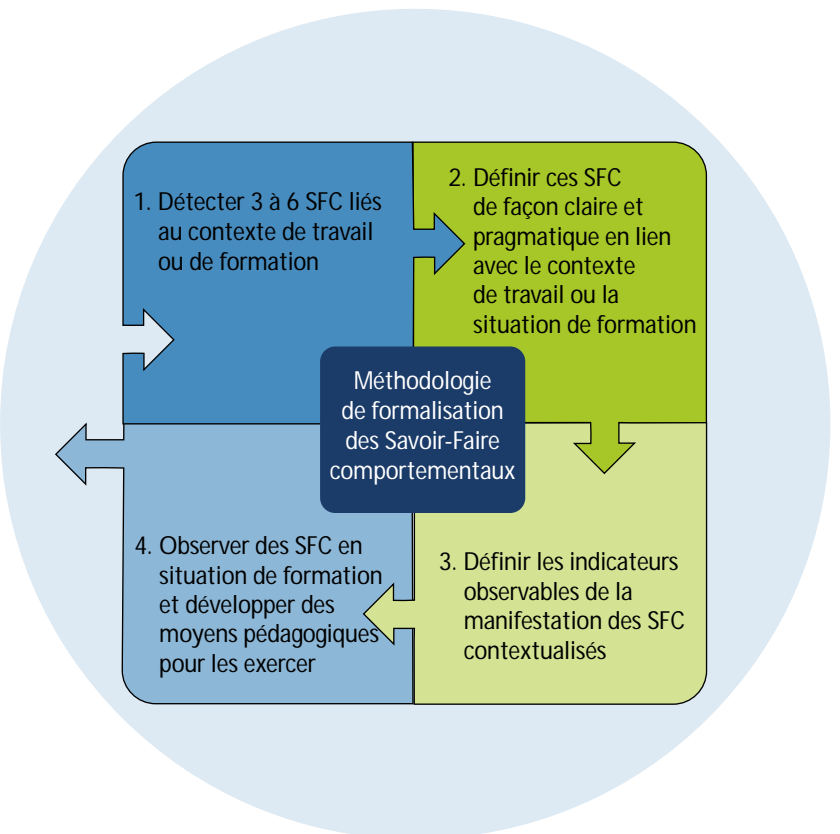 1. Détecter 3 à 6 SFC liés
au contexte de travail
ou de formation
2. Définir ces SFC
de façon claire et
pragmatique en lien
avec le contexte
de travail ou la
situation de formation
Méthodologie
de formalisation
des Savoir-Faire
comportementaux
3. Définir les indicateurs
observables de la
manifestation des SFC
contextualisés
4. Observer des SFC en
situation de formation
et développer des
moyens pédagogiques
pour les exercer